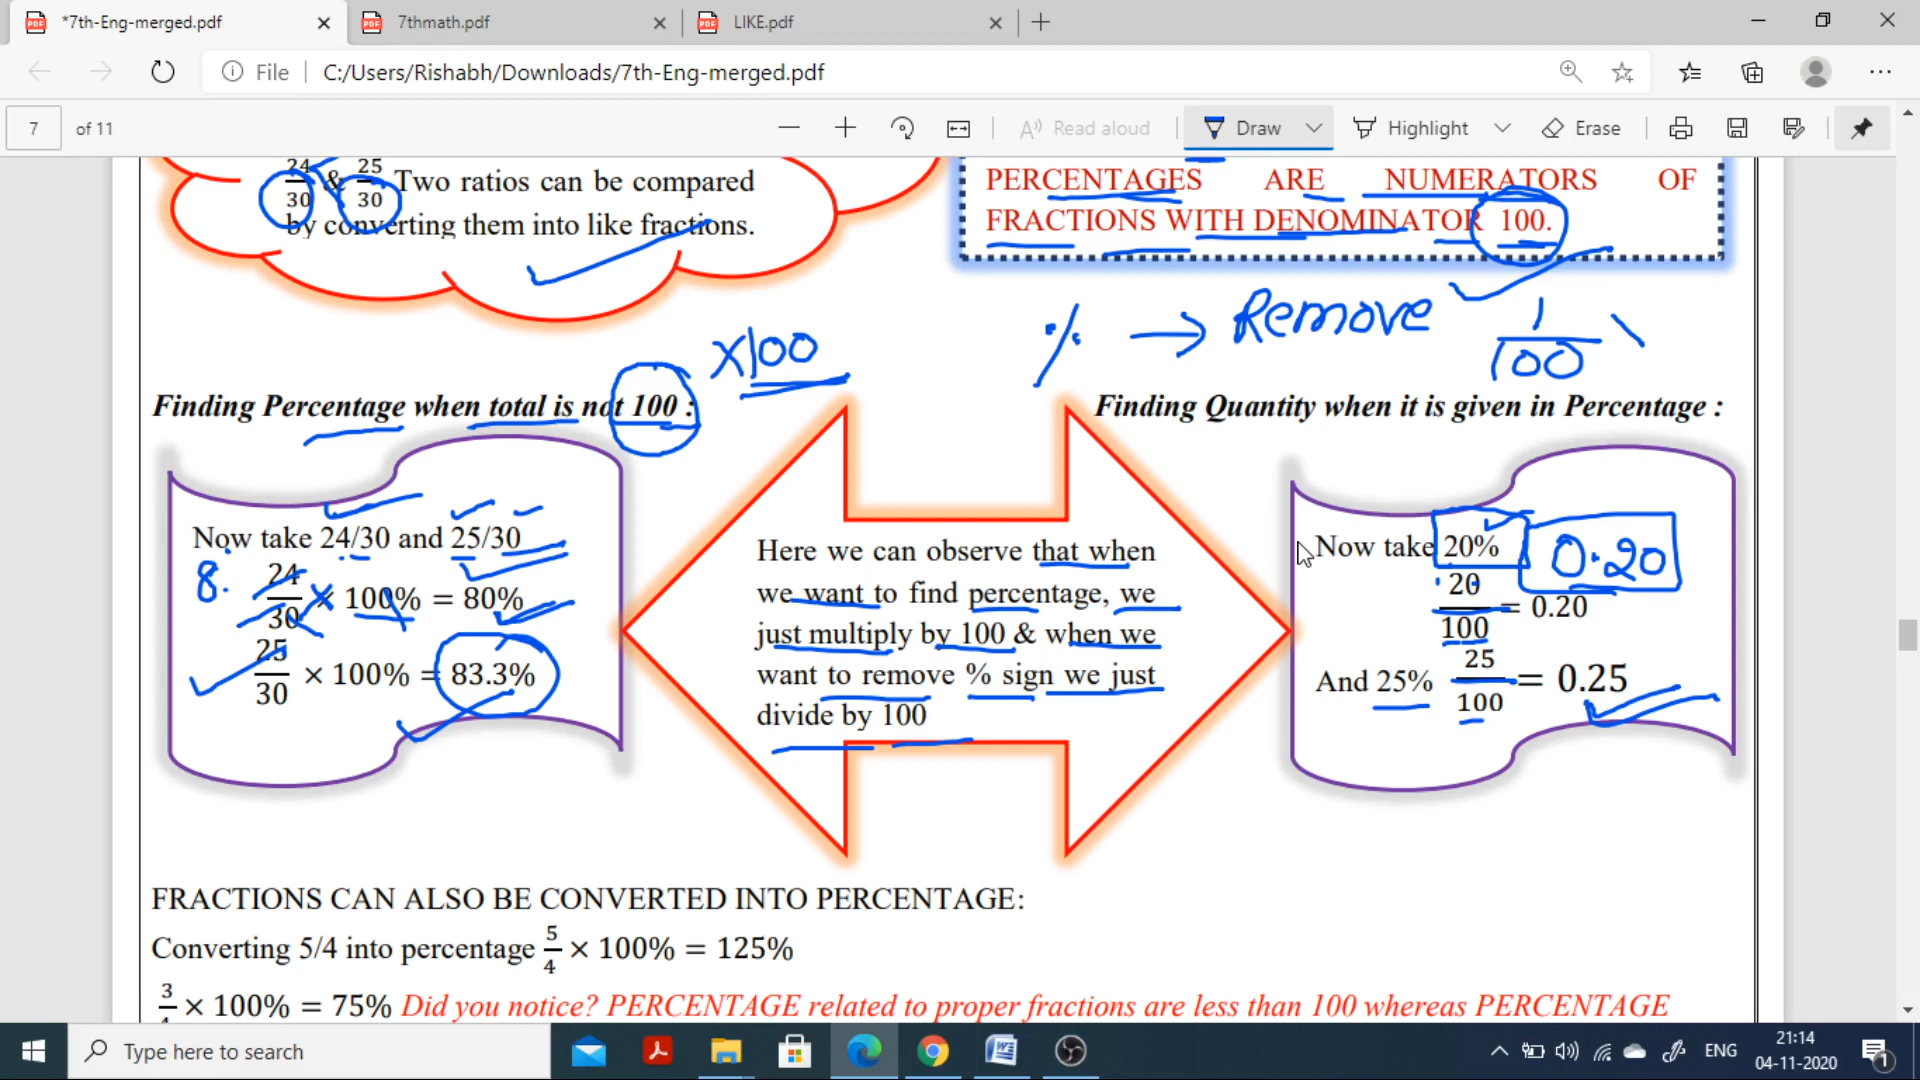 *7th-Eng-merged.pdf
7thmath.pdf
LIKE.pdf
File
C:/Users/Rishabh/Downloads/7th-Eng-merged.pdf
7 of 11
Read aloud
Draw
Highlight
Erase
24/30 & 25/30 Two ratios can be compared
by converting them into like fractions.
PERCENTAGES ARE NUMERATORS OF
FRACTIONS WITH DENOMINATOR 100.
% → Remove 1/100
×100
Finding Percentage when total is not 100 :
Finding Quantity when it is given in Percentage :
Now take 24/30 and 25/30
8.
24/30 × 100% = 80%
25/30 × 100% = 83.3%
Here we can observe that when
we want to find percentage, we
just multiply by 100 & when we
want to remove % sign we just
divide by 100
Now take 20%
0.20
20/100 = 0.20
And 25% 25/100 = 0.25
FRACTIONS CAN ALSO BE CONVERTED INTO PERCENTAGE:
Converting 5/4 into percentage 5/4 × 100% = 125%
3/4 × 100% = 75% Did you notice? PERCENTAGE related to proper fractions are less than 100 whereas PERCENTAGE
Type here to search
ENG
21:14
04-11-2020
1